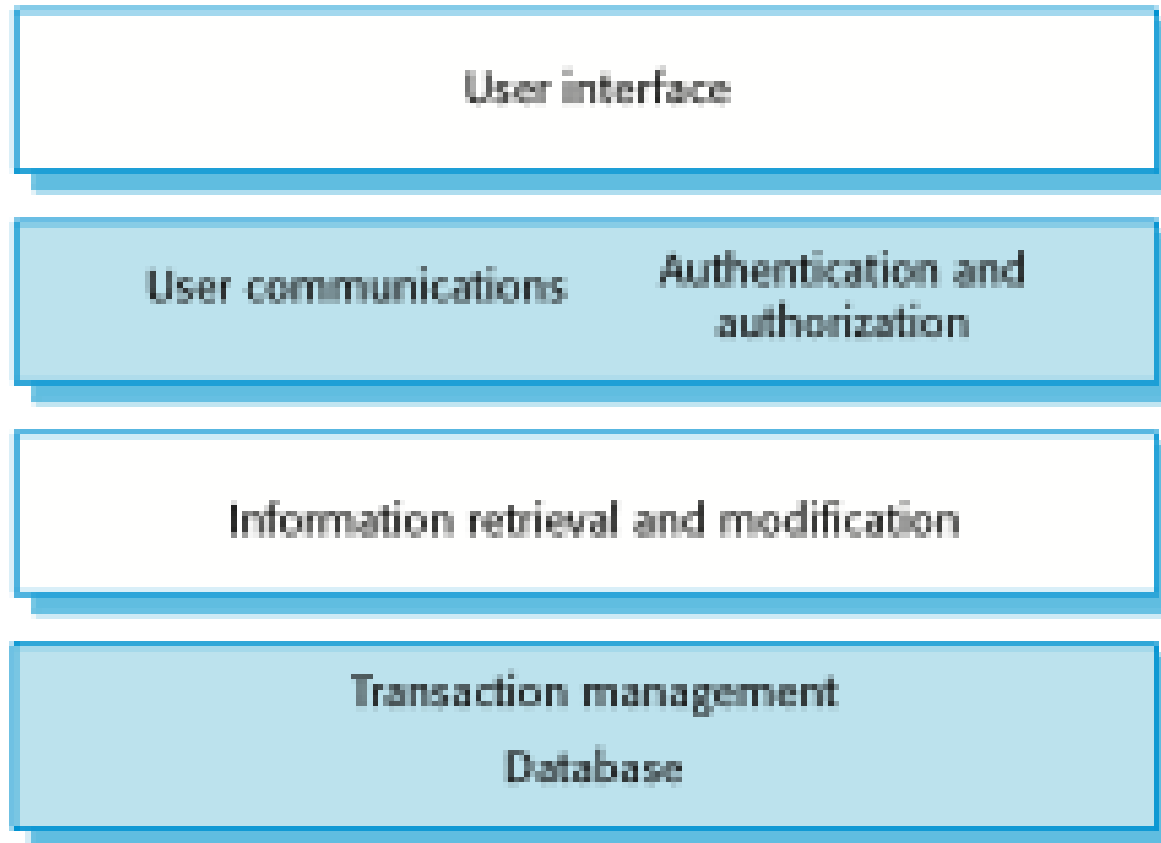 User interface
User communications
Authentication and
authorization
Information retrieval and modification
Transaction management
Database